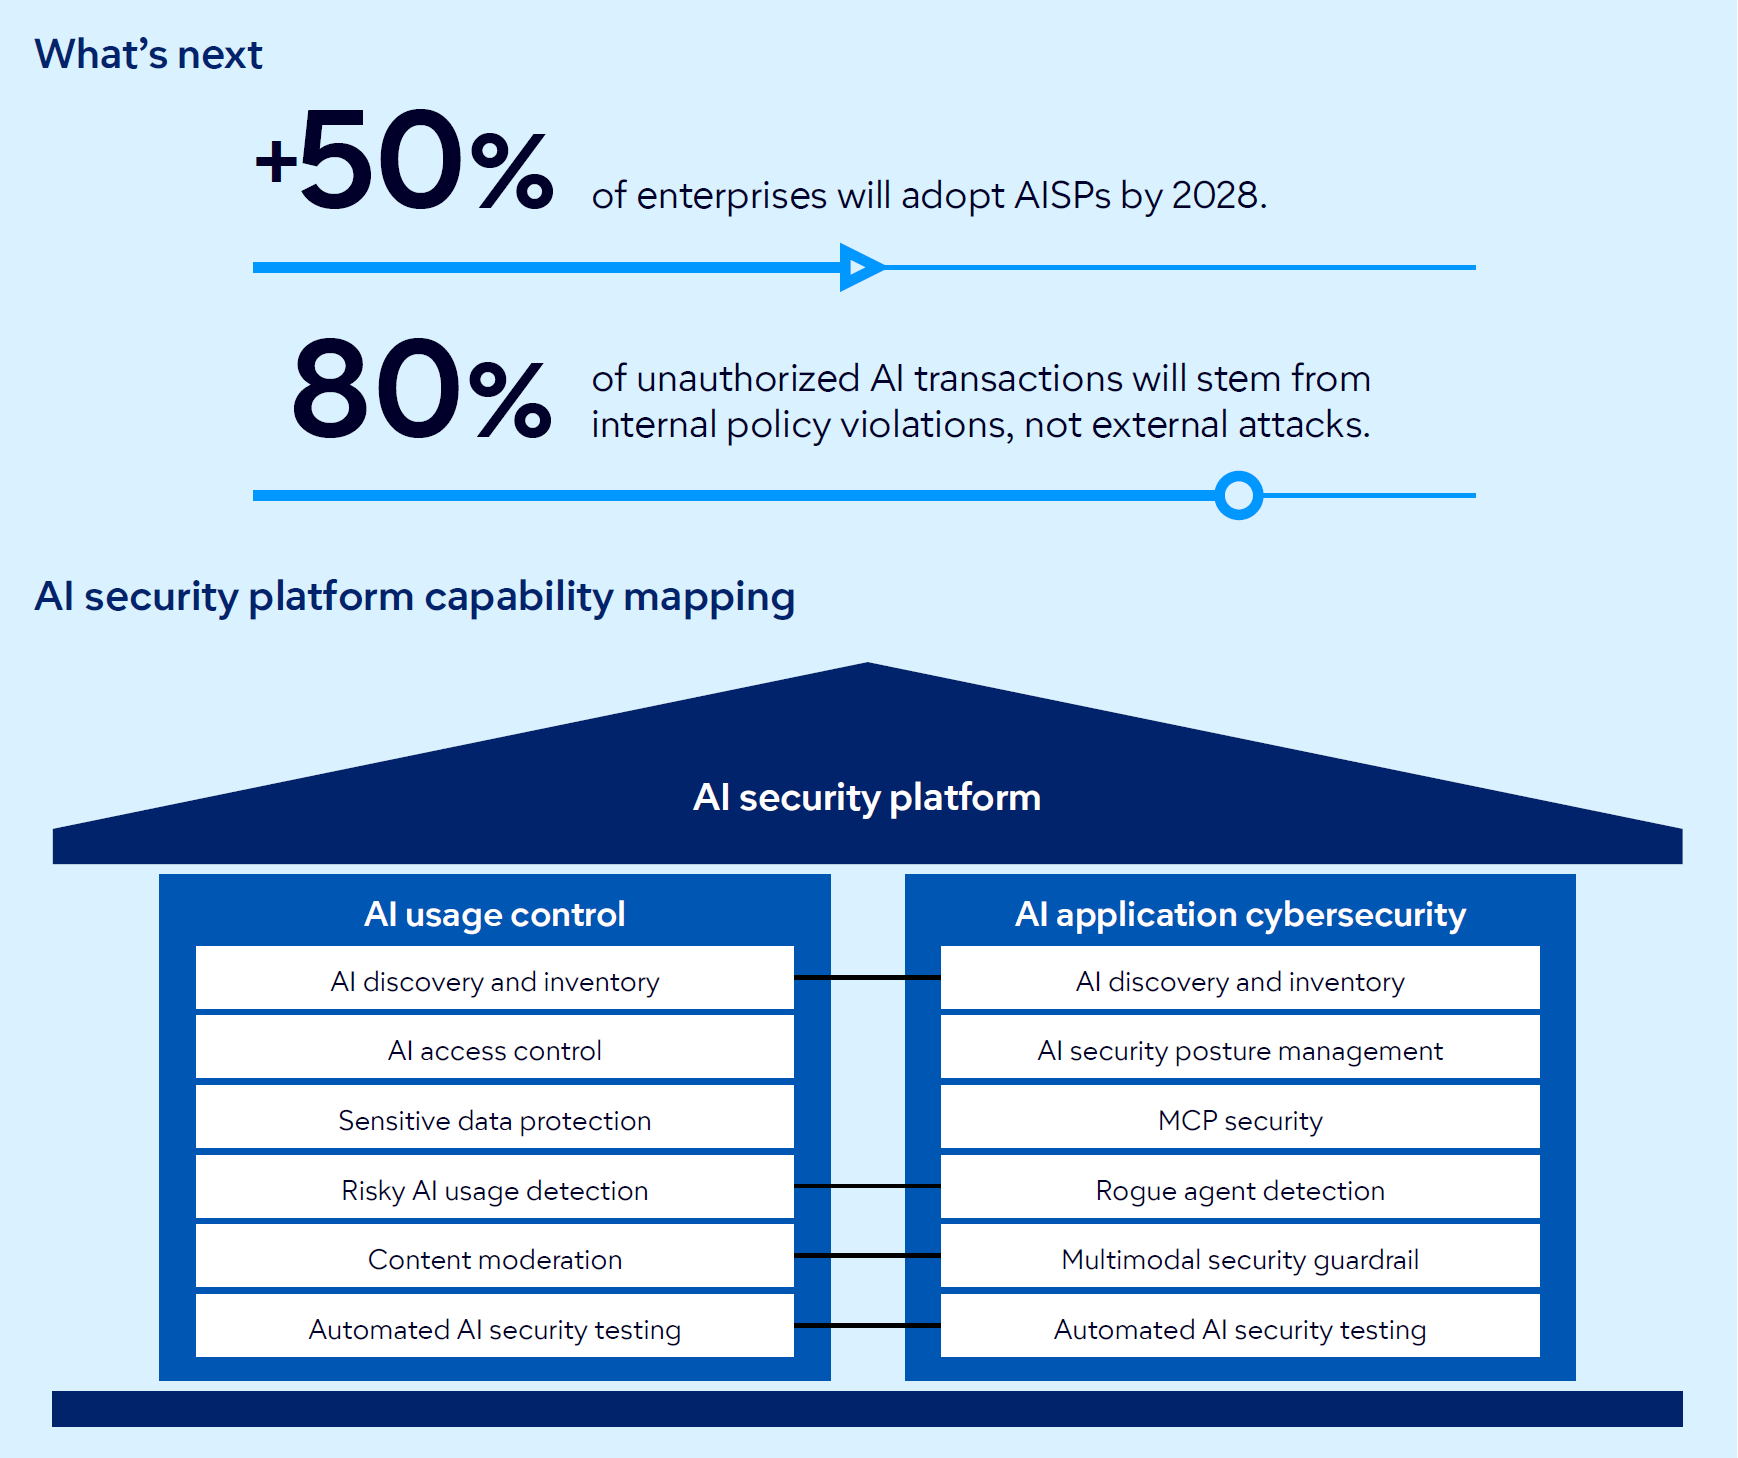 What’s next
+50% of enterprises will adopt AISPs by 2028.
80% of unauthorized AI transactions will stem from
internal policy violations, not external attacks.
AI security platform capability mapping
AI security platform
AI usage control
AI discovery and inventory
AI access control
Sensitive data protection
Risky AI usage detection
Content moderation
Automated AI security testing
AI application cybersecurity
AI discovery and inventory
AI security posture management
MCP security
Rogue agent detection
Multimodal security guardrail
Automated AI security testing